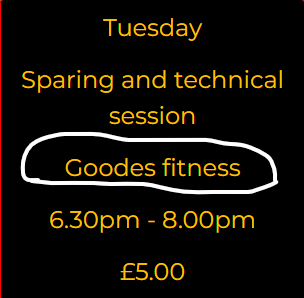 Tuesday
Sparing and technical
session
Goodes fitness
6.30pm - 8.00pm
£5.00